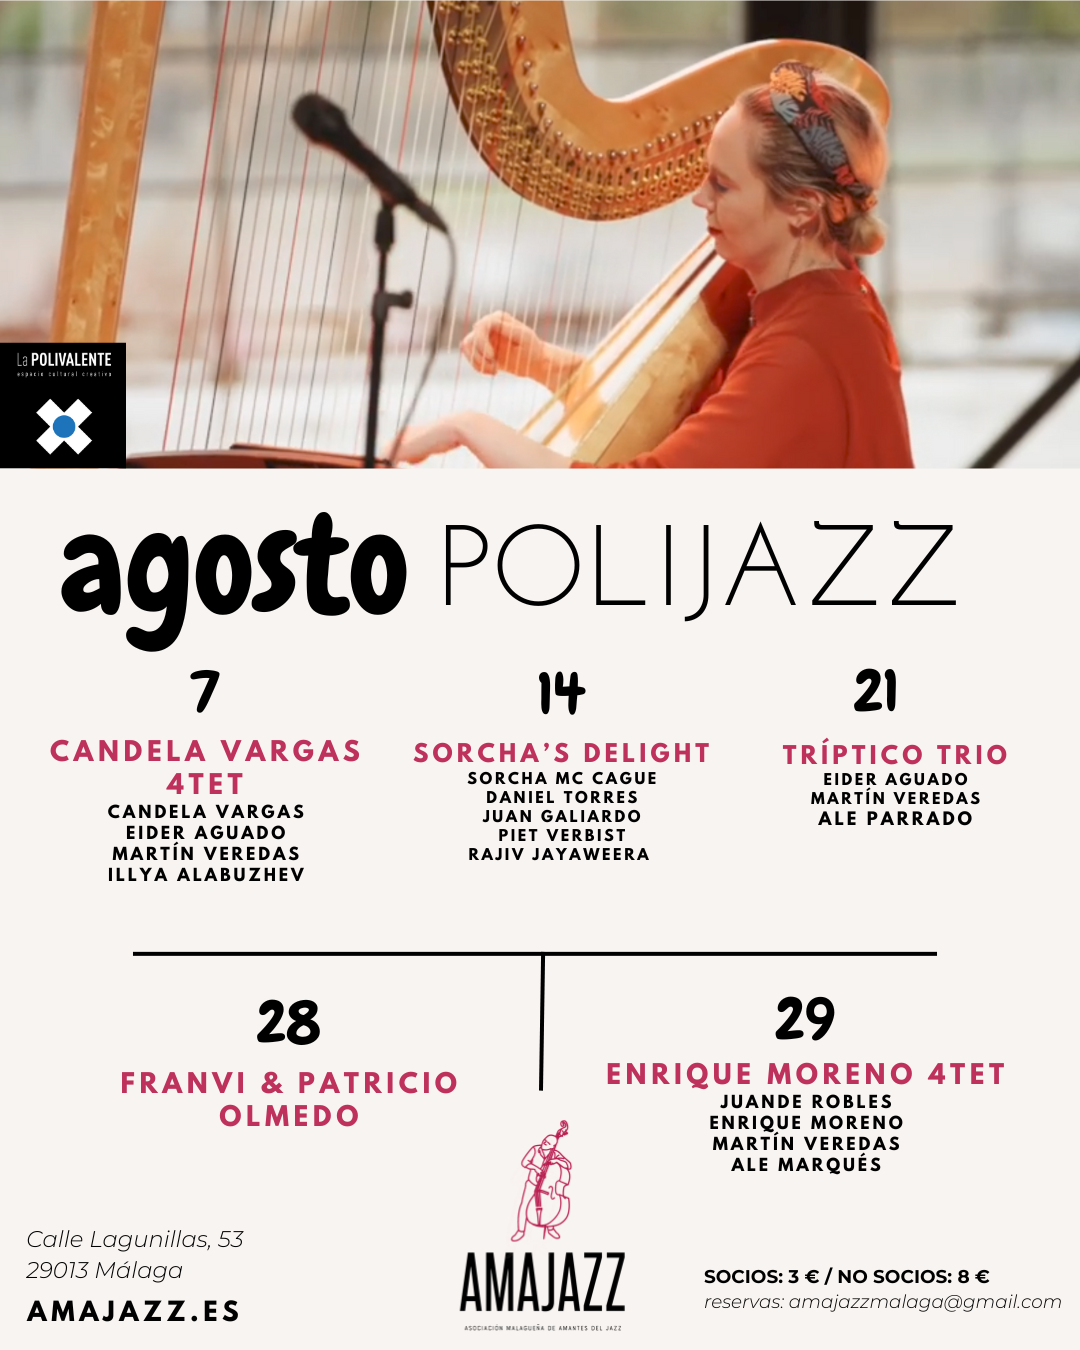 La POLIVALENTE
espacio cultural creativo
agosto POLIJAZZ
7
CANDELA VARGAS
4TET
CANDELA VARGAS
EIDER AGUADO
MARTÍN VEREDAS
ILLYA ALABUZHEV
14
SORCHA’S DELIGHT
SORCHA MC CAGUE
DANIEL TORRES
JUAN GALIARDO
PIET VERBIST
RAJIV JAYAWEERA
21
TRÍPTICO TRIO
EIDER AGUADO
MARTÍN VEREDAS
ALE PARRADO
28
FRANVI & PATRICIO
OLMEDO
29
ENRIQUE MORENO 4TET
JUANDE ROBLES
ENRIQUE MORENO
MARTÍN VEREDAS
ALE MARQUÉS
Calle Lagunillas, 53
29013 Málaga
AMAJAZZ.ES
AMAJAZZ
ASOCIACIÓN MALAGUEÑA DE AMANTES DEL JAZZ
SOCIOS: 3 € / NO SOCIOS: 8 €
reservas: amajazzmalaga@gmail.com